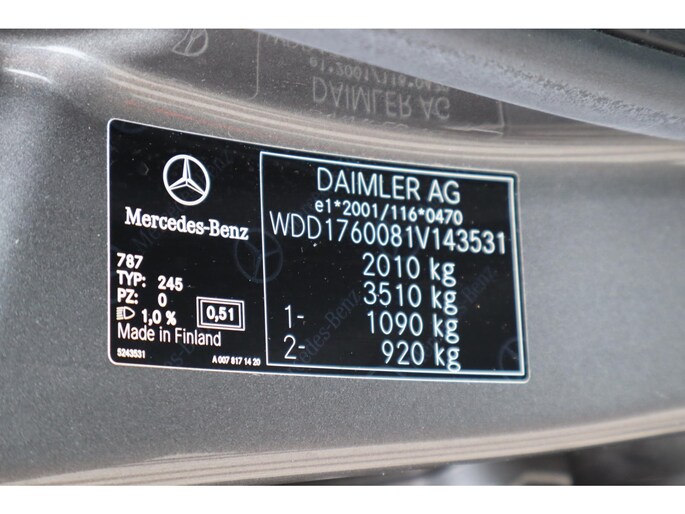 Mercedes-Benz
787
TYP: 245
PZ: 0
1,0 %
0,51
Made in Finland
5243531
A 007 817 14 20
DAIMLER AG
e1*2001/116*0470
WDD1760081V143531
2010 kg
3510 kg
1- 1090 kg
2- 920 kg